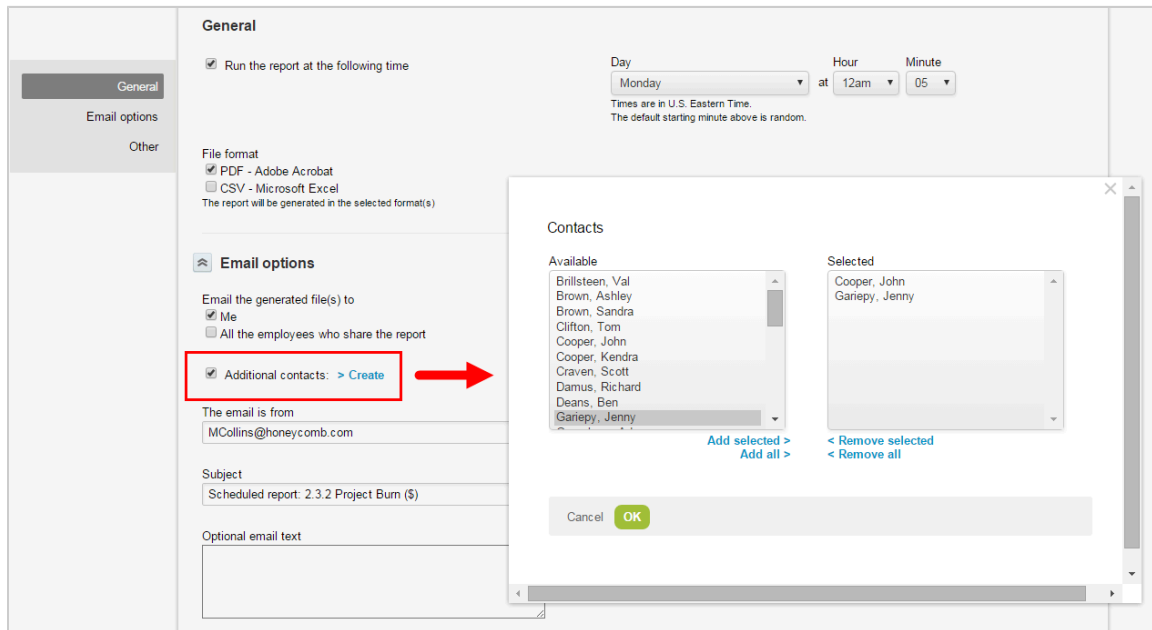 General
Email options
Other
General
Run the report at the following time
Day
Hour
Minute
Monday
at
12am
05
Times are in U.S. Eastern Time.
The default starting minute above is random.
File format
PDF - Adobe Acrobat
CSV - Microsoft Excel
The report will be generated in the selected format(s)
Email options
Email the generated file(s) to
Me
All the employees who share the report
Additional contacts: > Create
The email is from
MCollins@honeycomb.com
Subject
Scheduled report: 2.3.2 Project Burn ($)
Optional email text
Contacts
Available
Brillsteen, Val
Brown, Ashley
Brown, Sandra
Clifton, Tom
Cooper, John
Cooper, Kendra
Craven, Scott
Damus, Richard
Deans, Ben
Gariepy, Jenny
Add selected >
Add all >
Selected
Cooper, John
Gariepy, Jenny
< Remove selected
< Remove all
Cancel
OK